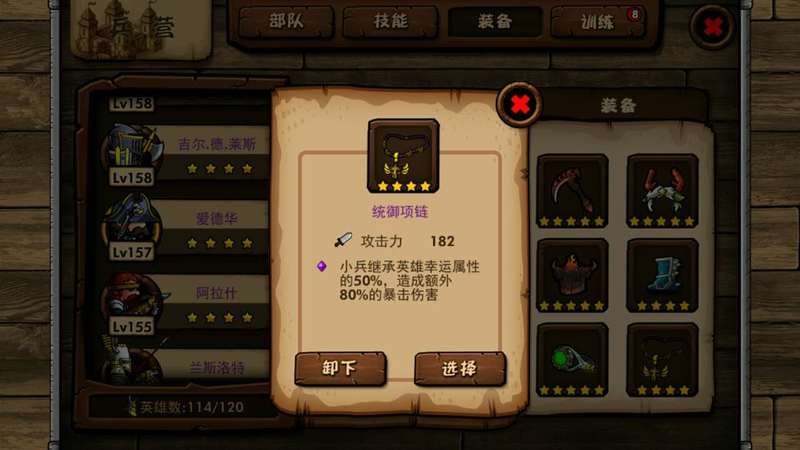 兵营
部队
技能
装备
训练
8
Lv158
吉尔.德.莱斯
Lv158
爱德华
Lv157
阿拉什
Lv155
兰斯洛特
英雄数:114/120
装备
统御项链
攻击力 182
小兵继承英雄幸运属性
的50%，造成额外
80%的暴击伤害
卸下
选择